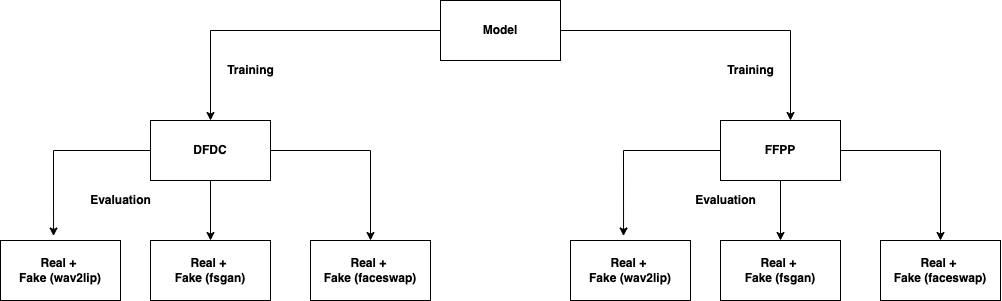 Model
Training
Training
DFDC
FFPP
Evaluation
Evaluation
Real +
Fake (wav2lip)
Real +
Fake (fsgan)
Real +
Fake (faceswap)
Real +
Fake (wav2lip)
Real +
Fake (fsgan)
Real +
Fake (faceswap)